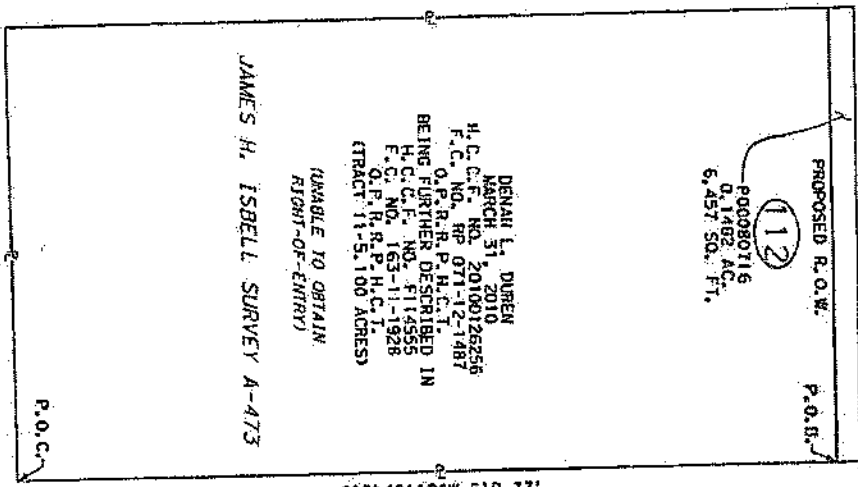 PROPOSED R.O.W.
112
P00080716
0.1482 AC.
6,457 SQ. FT.
P.O.B.
DENAH L. DUREN
MARCH 31, 2010
H.C.C.F. NO. 20100126256
F.C. NO. RP 071-12-1487
O.P.R.R.P.H.C.T.
BEING FURTHER DESCRIBED IN
H.C.C.F. NO. F114555
F.C. NO. 163-11-1928
O.P.R.R.P.H.C.T.
(TRACT 11-5.100 ACRES)
(UNABLE TO OBTAIN
RIGHT-OF-ENTRY)
JAMES H. ISBELL SURVEY A-473
P.O.C.